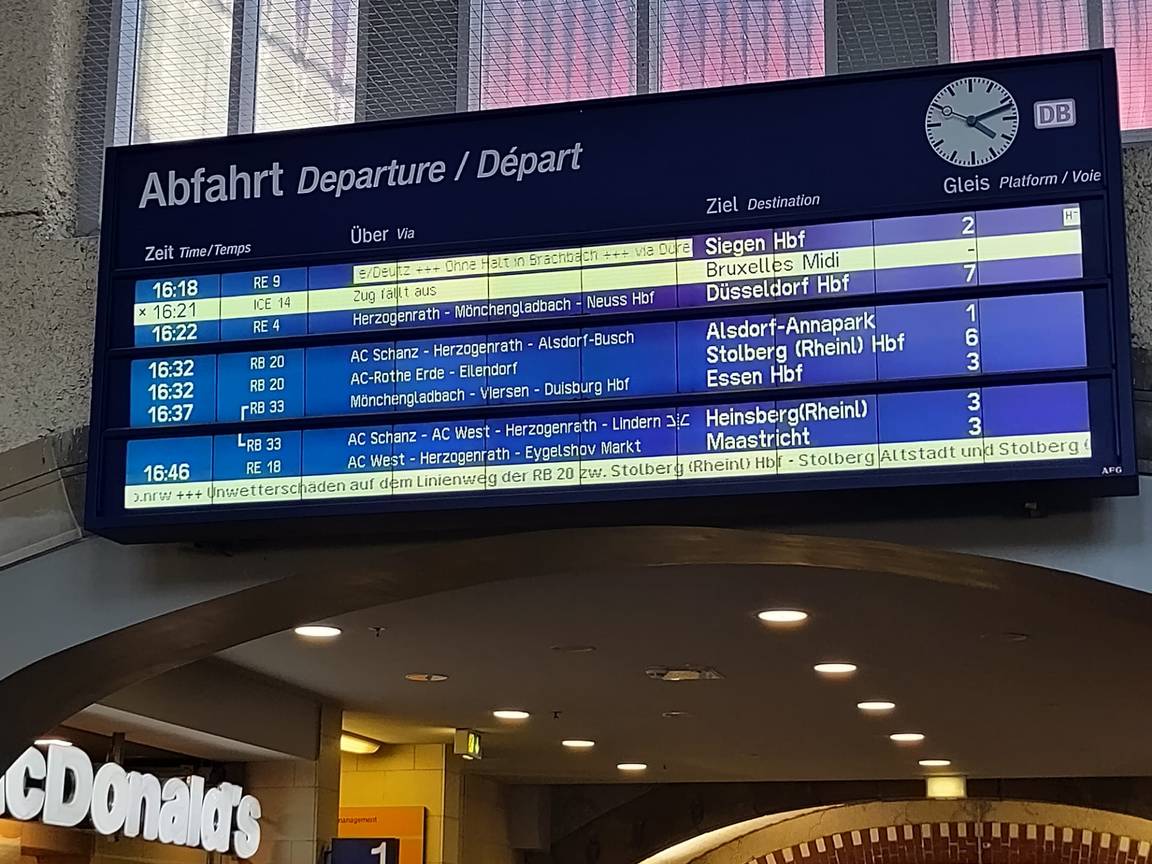 Abfahrt Departure / Départ
DB
Zeit Time/Temps Über Via Ziel Destination Gleis Platform / Voie
16:18 RE 9 e/Deutz +++ Ohne Halt in Brachbach +++ via Düre Siegen Hbf 2
× 16:21 ICE 14 Zug fällt aus Bruxelles Midi -
16:22 RE 4 Herzogenrath - Mönchengladbach - Neuss Hbf Düsseldorf Hbf 7
16:32 RB 20 AC Schanz - Herzogenrath - Alsdorf-Busch Alsdorf-Annapark 1
16:32 RB 20 AC-Rothe Erde - Eilendorf Stolberg (Rheinl) Hbf 6
16:37 RB 33 Mönchengladbach - Viersen - Duisburg Hbf Essen Hbf 3
RB 33 AC Schanz - AC West - Herzogenrath - Lindern Heinsberg(Rheinl) 3
16:46 RE 18 AC West - Herzogenrath - Eygelshov Markt Maastricht 3
o.nrw +++ Unwetterschäden auf dem Linienweg der RB 20 zw. Stolberg (Rheinl) Hbf - Stolberg Altstadt und Stolberg (
AEG
cDonald's
management
1